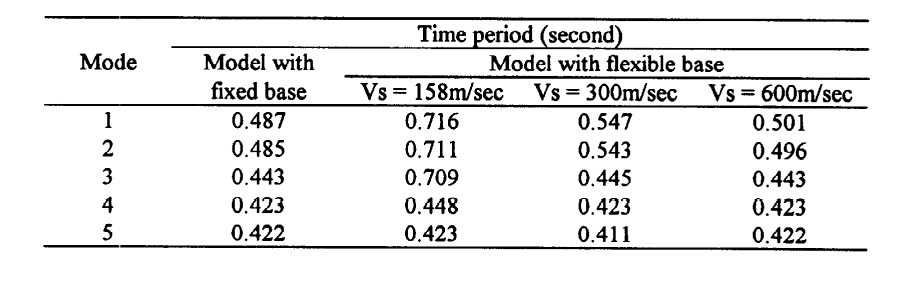 Time period (second)
Mode Model with Model with flexible base
fixed base Vs = 158m/sec Vs = 300m/sec Vs = 600m/sec
1 0.487 0.716 0.547 0.501
2 0.485 0.711 0.543 0.496
3 0.443 0.709 0.445 0.443
4 0.423 0.448 0.423 0.423
5 0.422 0.423 0.411 0.422